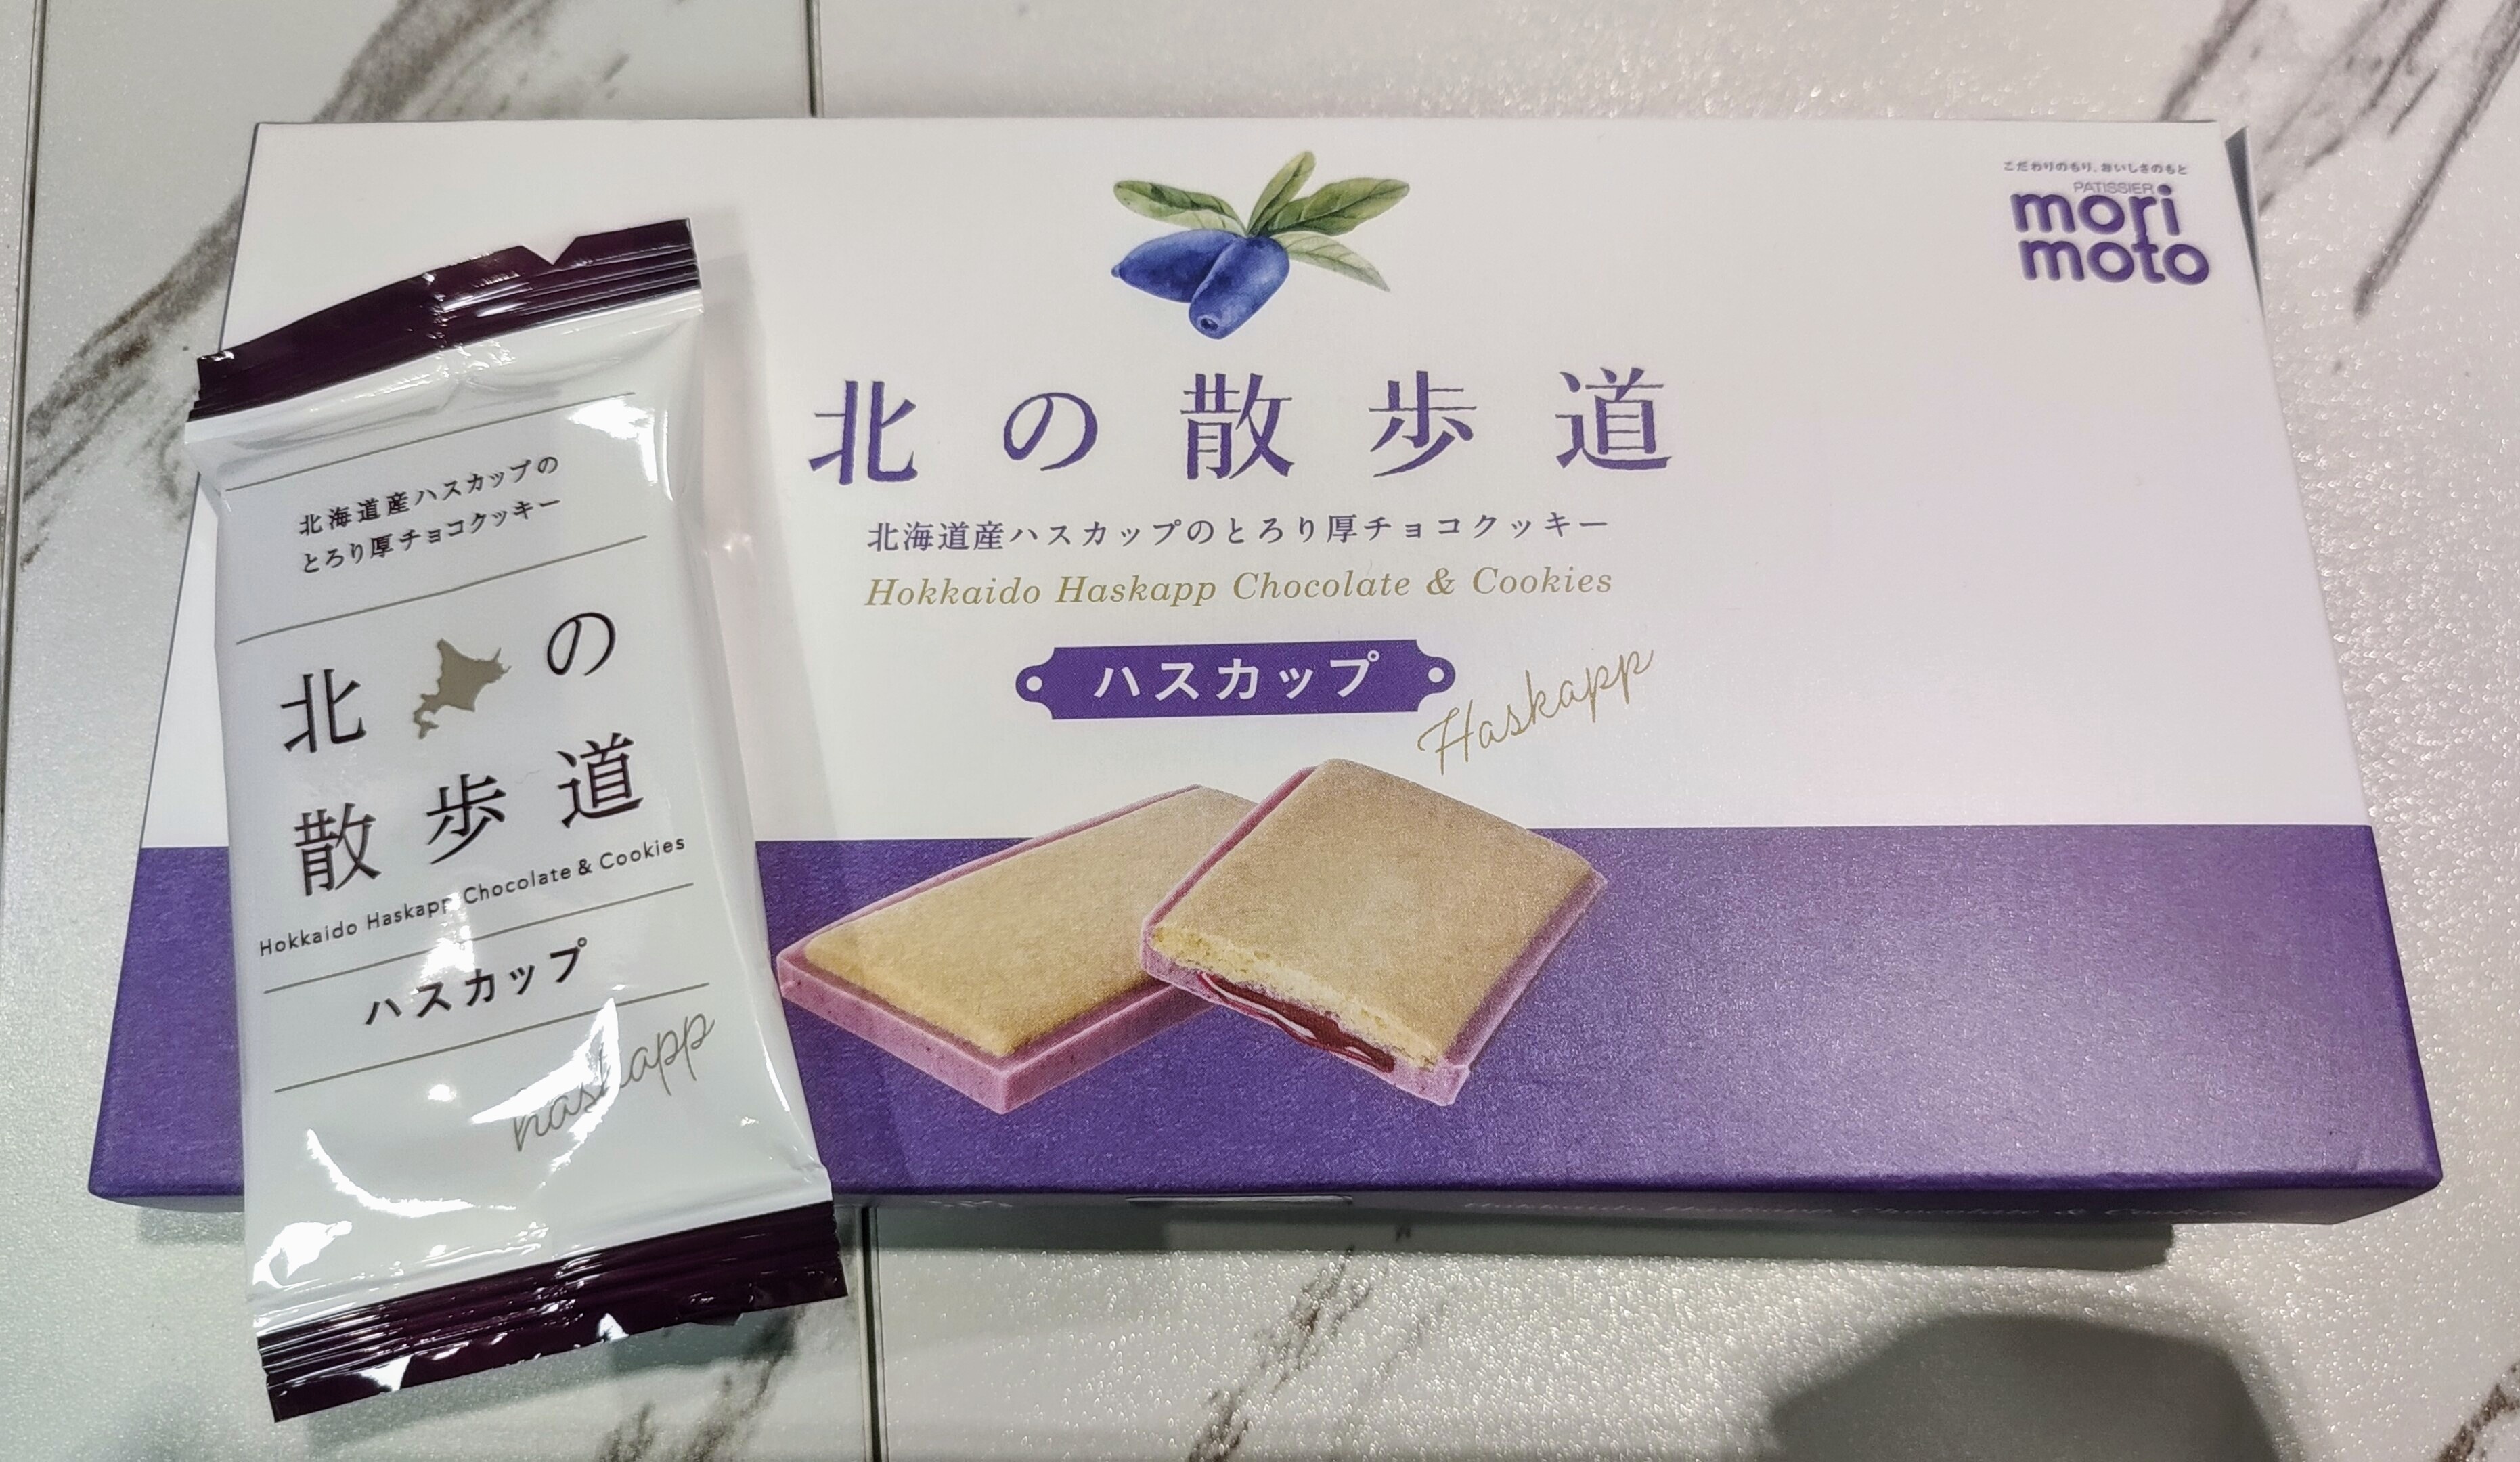 こだわりのもり、おいしさのもと
PATISSIER
mori
moto
北の散歩道
北海道産ハスカップのとろり厚チョコクッキー
Hokkaido Haskapp Chocolate & Cookies
ハスカップ
Haskapp
北海道産ハスカップの
とろり厚チョコクッキー
北の
散歩道
Hokkaido Haskapp Chocolate & Cookies
ハスカップ
haskapp
Hokkaido Haskapp Chocolate & Cookies